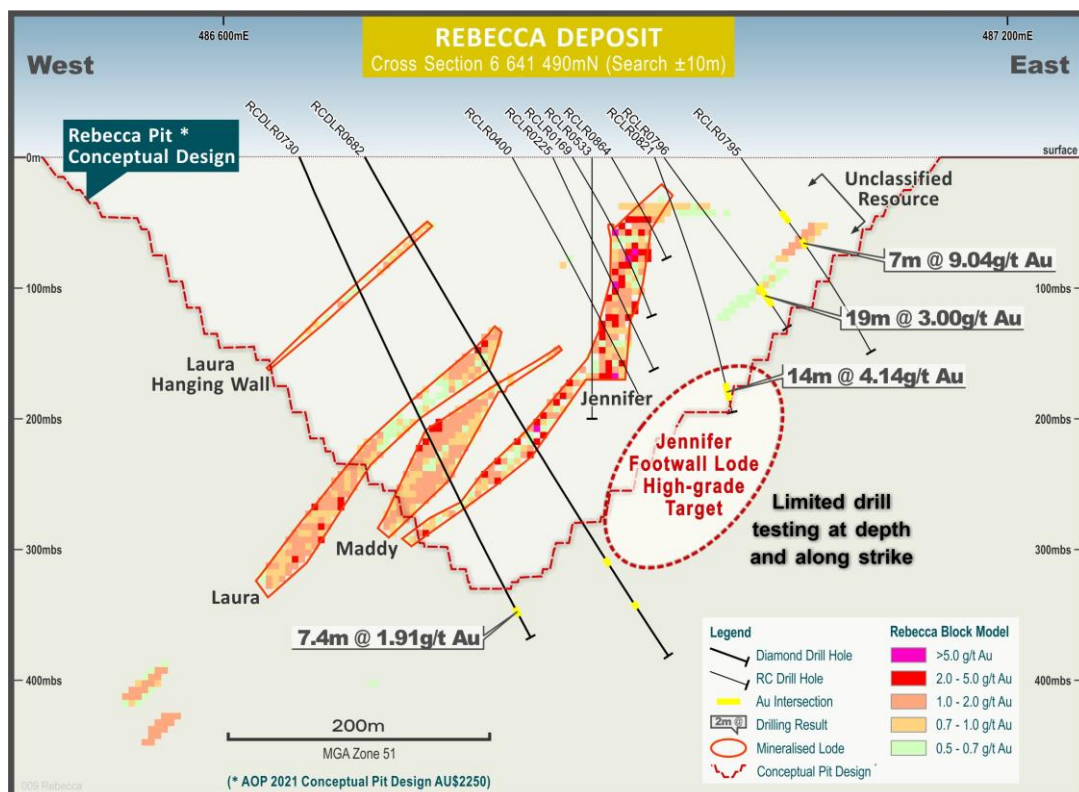 486 600mE
REBECCA DEPOSIT
Cross Section 6 641 490mN (Search ±10m)
487 200mE
West
East
RCDLR0730
RCDLR0682
RCLR0400
RCLR0225
RCLR0169
RCLR0533
RCLR0864
RCLR0821
RCLR0796
RCLR0795
Rebecca Pit *
Conceptual Design
0m
surface
Unclassified
Resource
7m @ 9.04g/t Au
100mbs
100mbs
19m @ 3.00g/t Au
Laura
Hanging Wall
14m @ 4.14g/t Au
Jennifer
200mbs
200mbs
Jennifer
Footwall Lode
High-grade
Target
Limited drill
testing at depth
and along strike
300mbs
Maddy
300mbs
Laura
7.4m @ 1.91g/t Au
Legend
Diamond Drill Hole
RC Drill Hole
Au Intersection
2m @
Drilling Result
Mineralised Lode
Conceptual Pit Design
Rebecca Block Model
>5.0 g/t Au
2.0 - 5.0 g/t Au
1.0 - 2.0 g/t Au
0.7 - 1.0 g/t Au
0.5 - 0.7 g/t Au
400mbs
400mbs
200m
MGA Zone 51
(* AOP 2021 Conceptual Pit Design AU$2250)
009 Rebecca